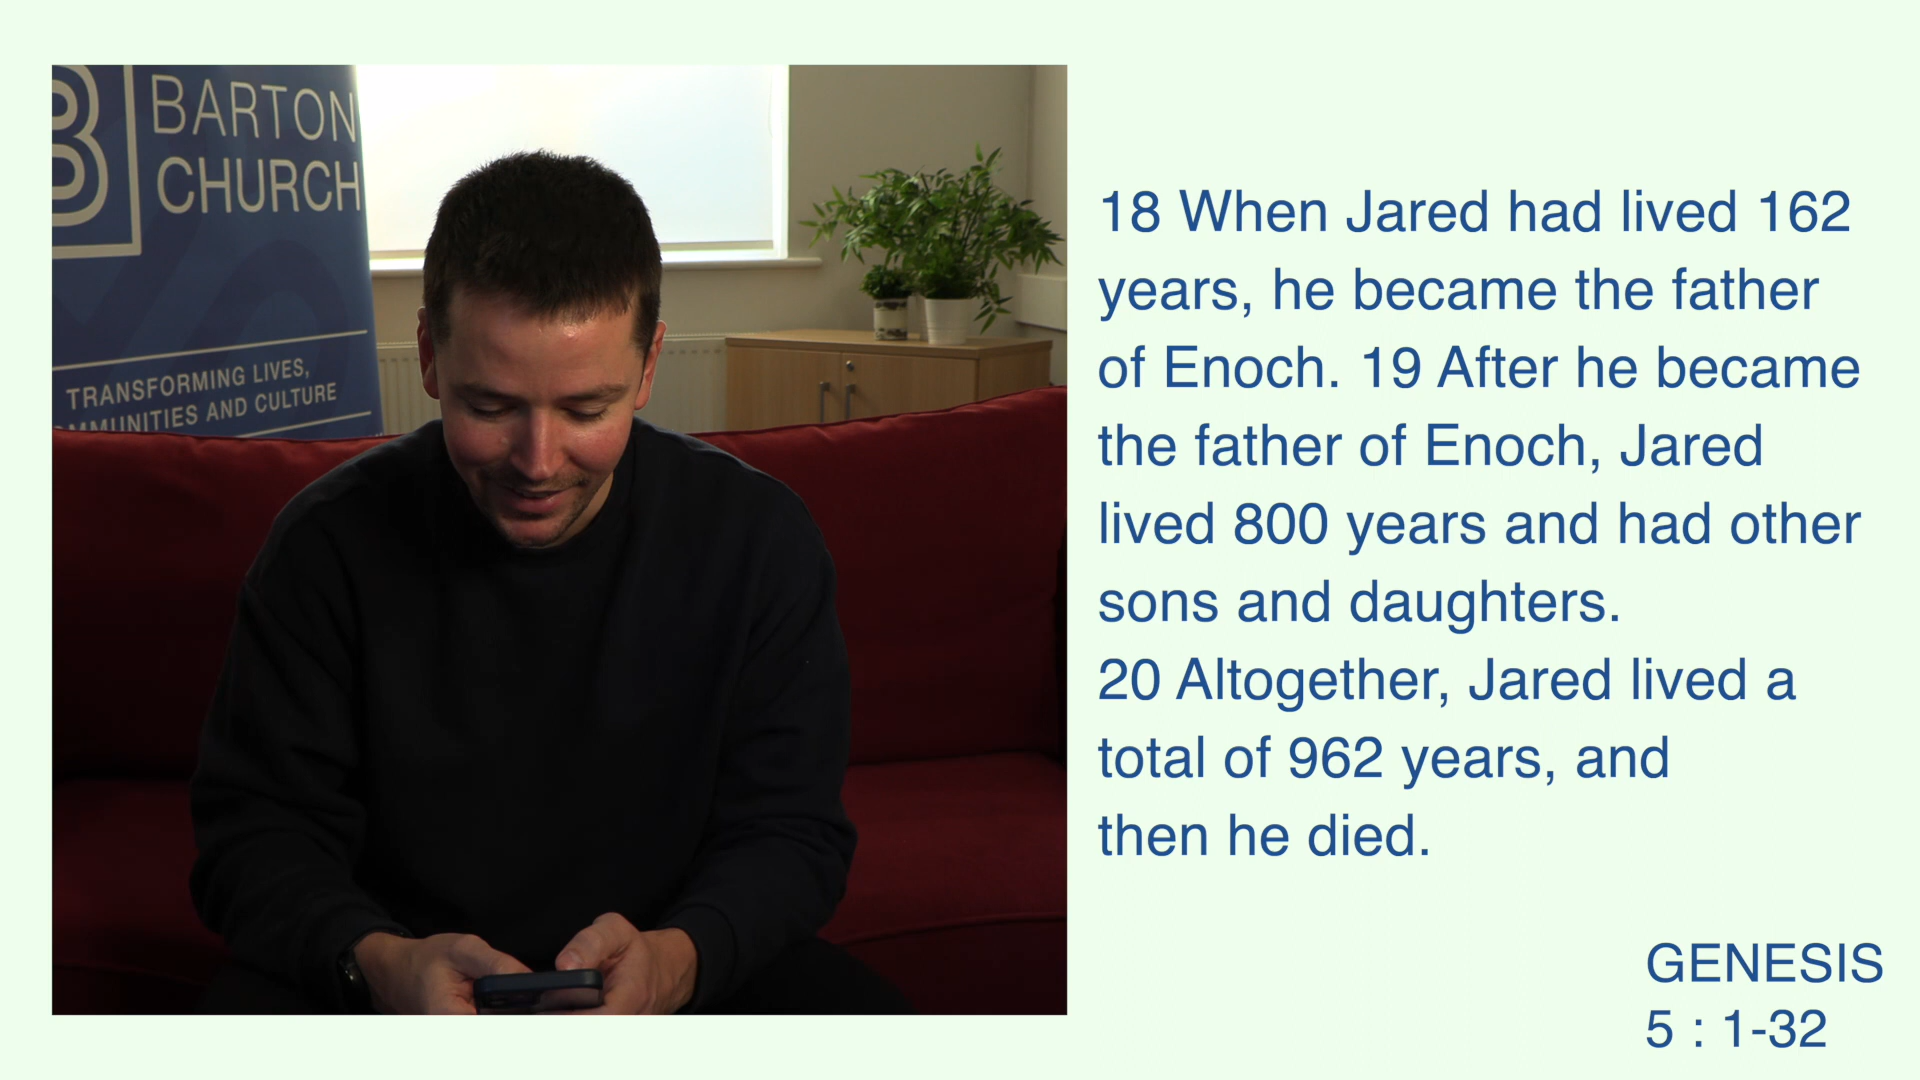 B
BARTON
CHURCH
TRANSFORMING LIVES,
MMUNITIES AND CULTURE
18 When Jared had lived 162
years, he became the father
of Enoch. 19 After he became
the father of Enoch, Jared
lived 800 years and had other
sons and daughters.
20 Altogether, Jared lived a
total of 962 years, and
then he died.
GENESIS
5 : 1-32